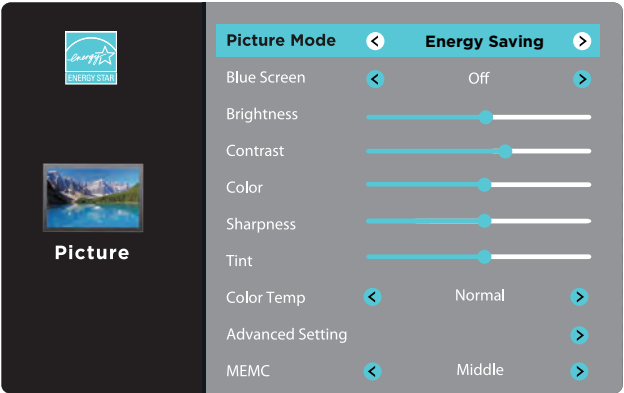 energy
ENERGY STAR
Picture
Picture Mode < Energy Saving >
Blue Screen < Off >
Brightness
Contrast
Color
Sharpness
Tint
Color Temp < Normal >
Advanced Setting >
MEMC < Middle >